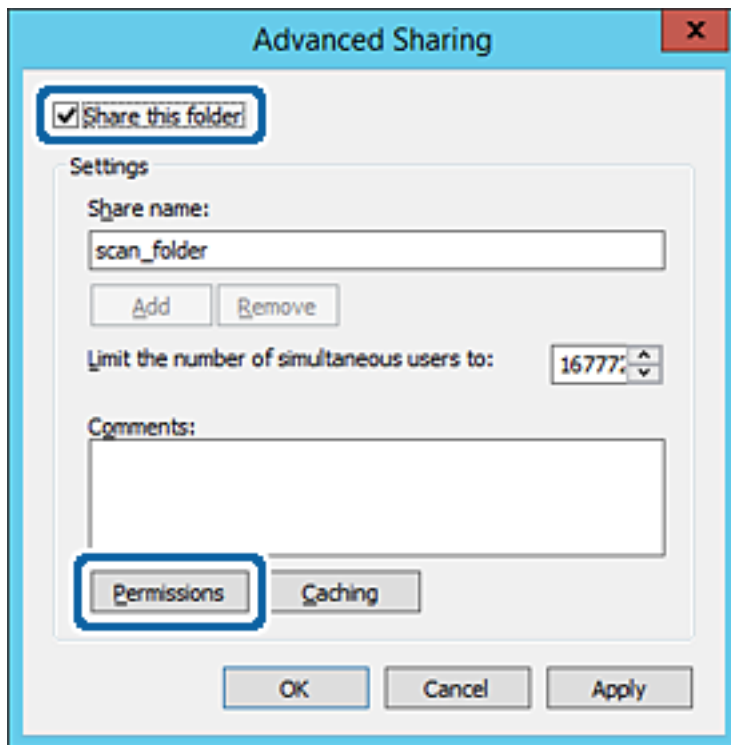 Advanced Sharing
x
Share this folder
Settings
Share name:
scan_folder
Add Remove
Limit the number of simultaneous users to:
Comments:
Permissions Caching
OK Cancel Apply